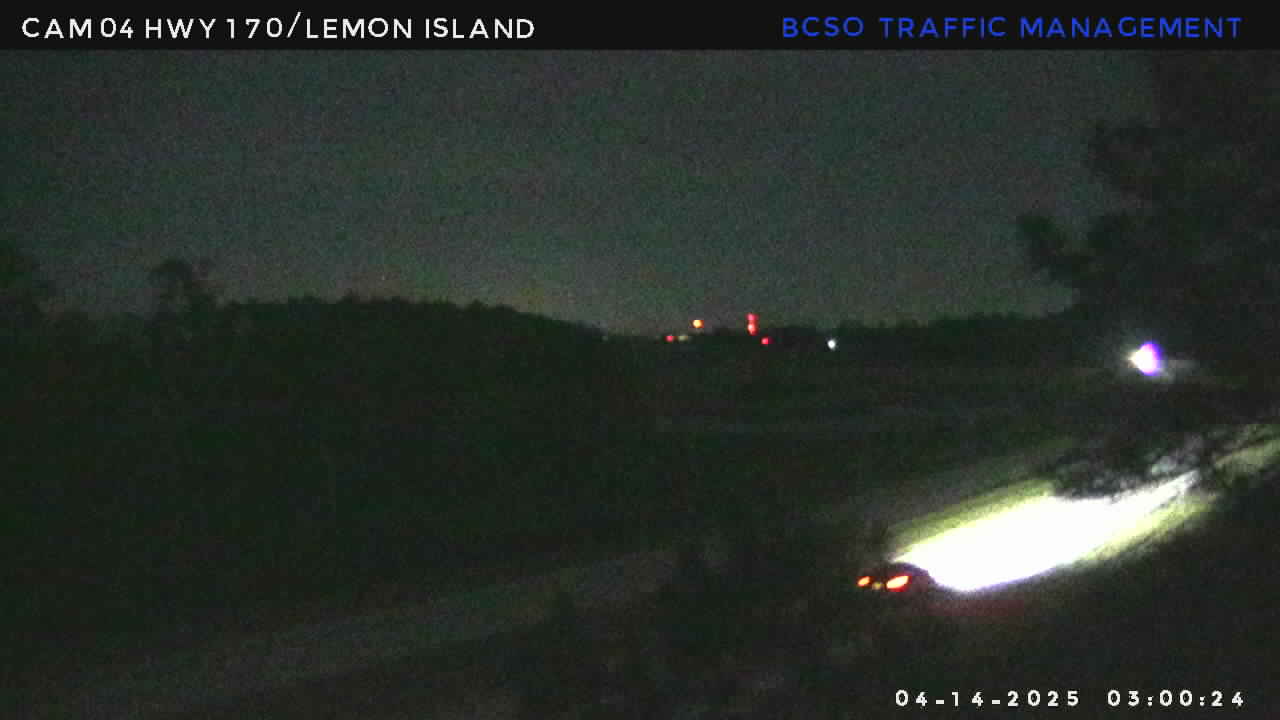 CAM04 HWY 170/LEMON ISLAND
BCSO TRAFFIC MANAGEMENT
04-14-2025 03:00:24